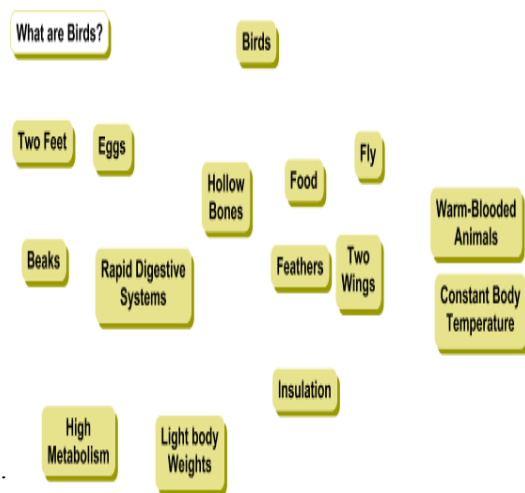 What are Birds?
Birds
Two Feet
Eggs
Fly
Hollow
Bones
Food
Warm-Blooded
Animals
Beaks
Rapid Digestive
Systems
Feathers
Two
Wings
Constant Body
Temperature
Insulation
High
Metabolism
Light body
Weights